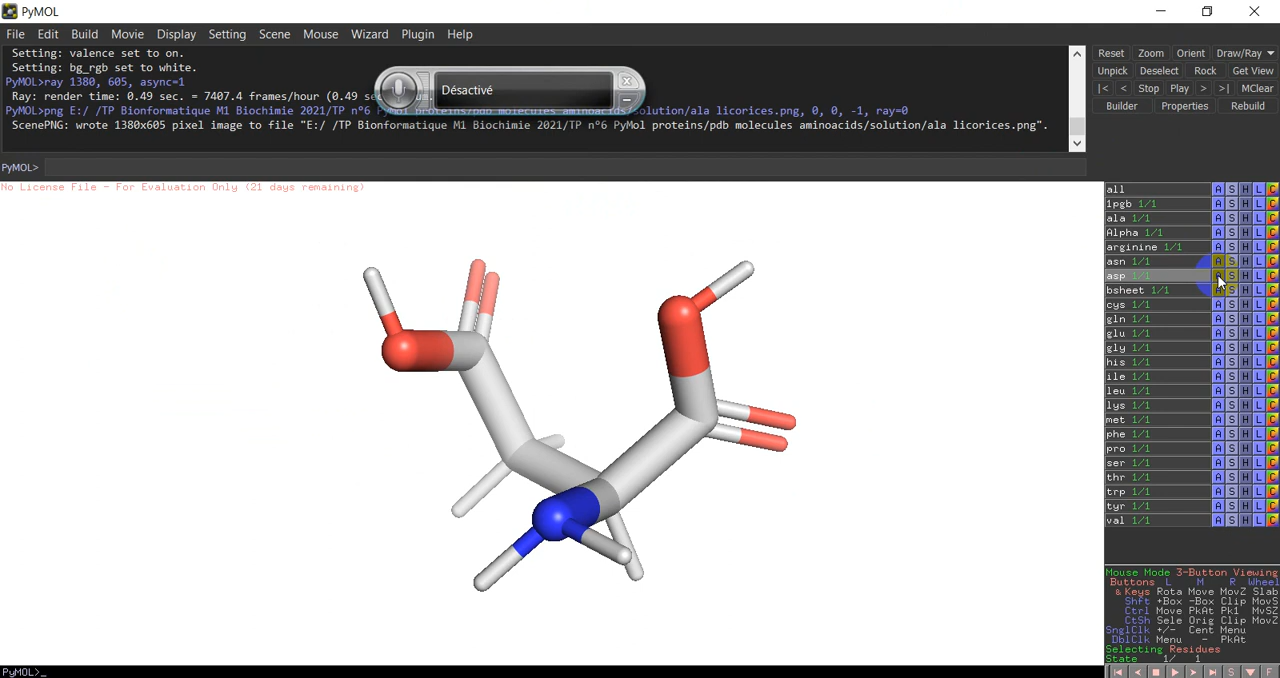 PyMOL
File Edit Build Movie Display Setting Scene Mouse Wizard Plugin Help
Setting: valence set to on.
Setting: bg_rgb set to white.
PyMOL>ray 1380, 605, async=1
Ray: render time: 0.49 sec. = 7407.4 frames/hour (0.49 se
PyMOL>png E:/ /TP Bionformatique M1 Biochimie 2021/TP n°6 PyMol proteins/pdb molecules aminoacids/solution/ala licorices.png, 0, 0, -1, ray=0
ScenePNG: wrote 1380x605 pixel image to file "E:/ /TP Bionformatique M1 Biochimie 2021/TP n°6 PyMol proteins/pdb molecules aminoacids/solution/ala licorices.png".
Désactivé
PyMOL>
Reset Zoom Orient Draw/Ray
Unpick Deselect Rock Get View
|< < Stop Play > >| MClear
Builder Properties Rebuild
No License File - For Evaluation Only (21 days remaining)
all A S H L C
1pgb 1/1 A S H L C
ala 1/1 A S H L C
Alpha 1/1 A S H L C
arginine 1/1 A S H L C
asn 1/1 A S H L C
asp 1/1 A S H L C
bsheet 1/1 A S H L C
cys 1/1 A S H L C
gln 1/1 A S H L C
glu 1/1 A S H L C
gly 1/1 A S H L C
his 1/1 A S H L C
ile 1/1 A S H L C
leu 1/1 A S H L C
lys 1/1 A S H L C
met 1/1 A S H L C
phe 1/1 A S H L C
pro 1/1 A S H L C
ser 1/1 A S H L C
thr 1/1 A S H L C
trp 1/1 A S H L C
tyr 1/1 A S H L C
val 1/1 A S H L C
Mouse Mode 3-Button Viewing
Buttons L M R Wheel
& Keys Rota Move MovZ Slab
Shft +Box -Box Clip MovS
Ctrl Move PkAt Pk1 MvSZ
CtSh Sele Orig Clip MovZ
SnglClk +/- Cent Menu
DblClk Menu - PkAt
Selecting Residues
State 1/ 1
PyMOL>_
S F